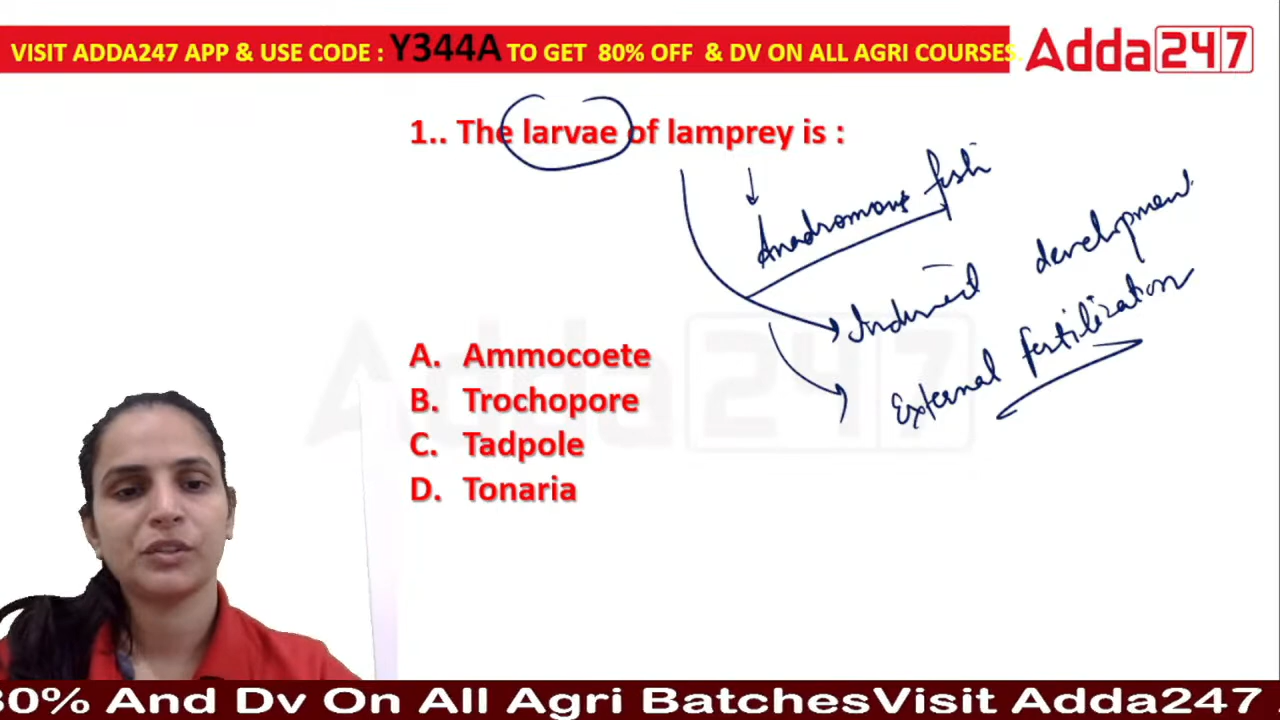 VISIT ADDA247 APP & USE CODE : Y344A TO GET 80% OFF & DV ON ALL AGRI COURSES.
Adda247
1.. The larvae of lamprey is :
Anadromous fish
Indirect development
External fertilization
A. Ammocoete
B. Trochopore
C. Tadpole
D. Tonaria
Adda247
80% And Dv On All Agri BatchesVisit Adda247